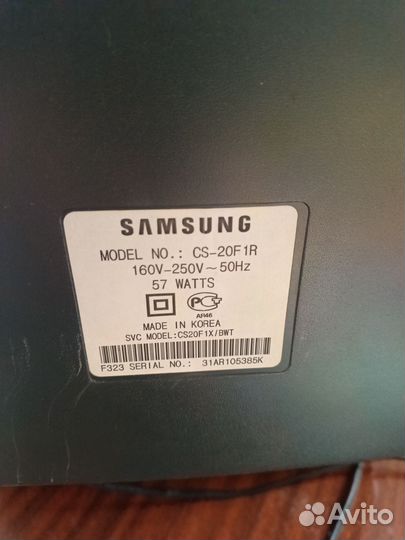 SAMSUNG
MODEL NO.: CS-20F1R
160V-250V~50Hz
57 WATTS
PCT
AЯ46
MADE IN KOREA
SVC MODEL:CS20F1X/BWT
F323 SERIAL NO.: 31AR105385K
Avito